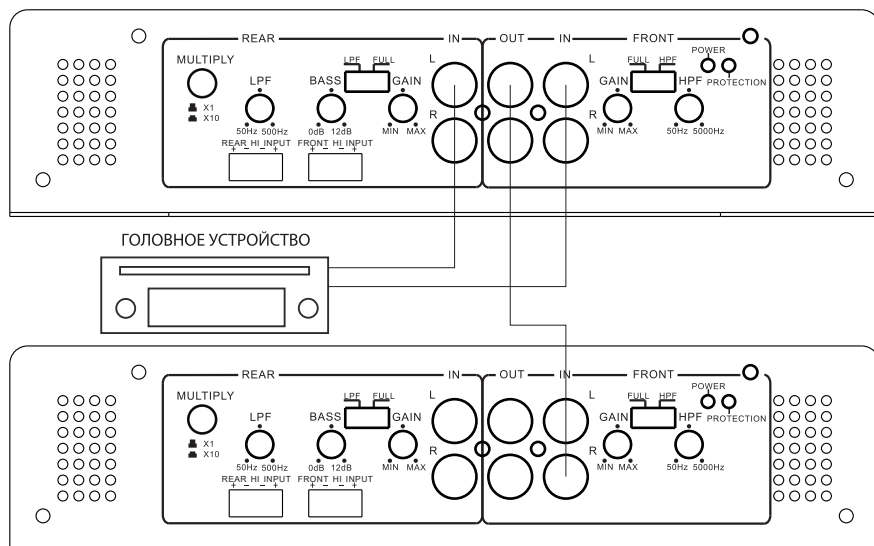 REAR IN OUT IN FRONT
MULTIPLY
X1
X10
LPF
50Hz 500Hz
BASS
0dB 12dB
LPF FULL
GAIN
MIN MAX
REAR HI INPUT
+ - - +
FRONT HI INPUT
+ - - +
L
R
L
R
GAIN
MIN MAX
FULL HPF
HPF
50Hz 5000Hz
POWER
PROTECTION
ГОЛОВНОЕ УСТРОЙСТВО
REAR IN OUT IN FRONT
MULTIPLY
X1
X10
LPF
50Hz 500Hz
BASS
0dB 12dB
LPF FULL
GAIN
MIN MAX
REAR HI INPUT
+ - - +
FRONT HI INPUT
+ - - +
L
R
L
R
GAIN
MIN MAX
FULL HPF
HPF
50Hz 5000Hz
POWER
PROTECTION